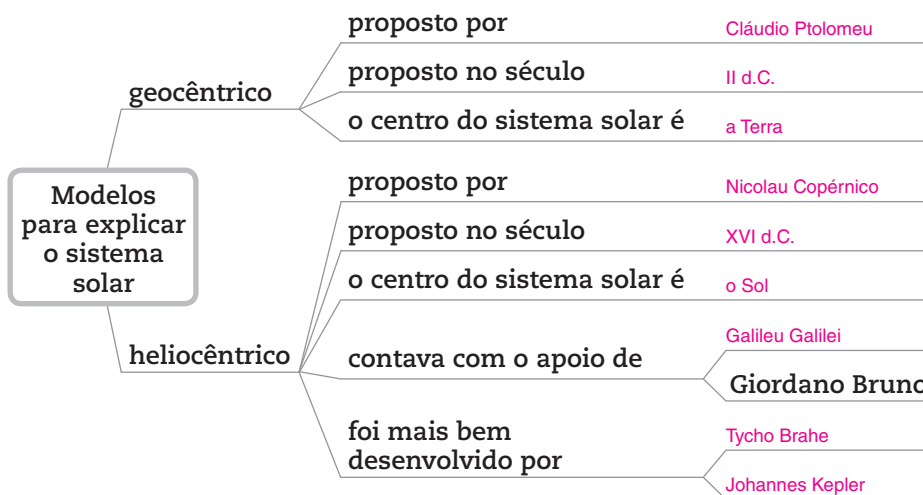 Modelos
para explicar
o sistema
solar
geocêntrico
proposto por
Cláudio Ptolomeu
proposto no século
II d.C.
o centro do sistema solar é
a Terra
heliocêntrico
proposto por
Nicolau Copérnico
proposto no século
XVI d.C.
o centro do sistema solar é
o Sol
contava com o apoio de
Galileu Galilei
Giordano Bruno
foi mais bem
desenvolvido por
Tycho Brahe
Johannes Kepler